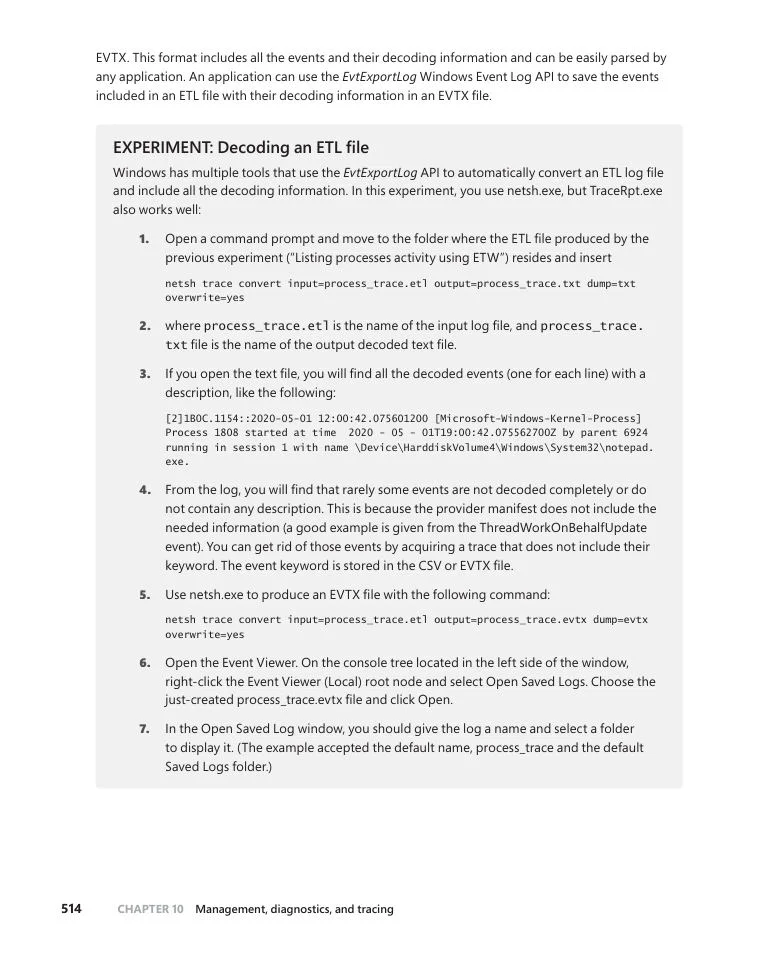 EVTX. This format includes all the events and their decoding information and can be easily parsed by
any application. An application can use the EvtExportLog Windows Event Log API to save the events
included in an ETL file with their decoding information in an EVTX file.
EXPERIMENT: Decoding an ETL file
Windows has multiple tools that use the EvtExportLog API to automatically convert an ETL log file
and include all the decoding information. In this experiment, you use netsh.exe, but TraceRpt.exe
also works well:
1. Open a command prompt and move to the folder where the ETL file produced by the
previous experiment (“Listing processes activity using ETW”) resides and insert
netsh trace convert input=process_trace.etl output=process_trace.txt dump=txt
overwrite=yes
2. where process_trace.etl is the name of the input log file, and process_trace.
txt file is the name of the output decoded text file.
3. If you open the text file, you will find all the decoded events (one for each line) with a
description, like the following:
[2]1B0C.1154::2020-05-01 12:00:42.075601200 [Microsoft-Windows-Kernel-Process]
Process 1808 started at time  2020 - 05 - 01T19:00:42.075562700Z by parent 6924
running in session 1 with name \Device\HarddiskVolume4\Windows\System32\notepad.
exe.
4. From the log, you will find that rarely some events are not decoded completely or do
not contain any description. This is because the provider manifest does not include the
needed information (a good example is given from the ThreadWorkOnBehalfUpdate
event). You can get rid of those events by acquiring a trace that does not include their
keyword. The event keyword is stored in the CSV or EVTX file.
5. Use netsh.exe to produce an EVTX file with the following command:
netsh trace convert input=process_trace.etl output=process_trace.evtx dump=evtx
overwrite=yes
6. Open the Event Viewer. On the console tree located in the left side of the window,
right-click the Event Viewer (Local) root node and select Open Saved Logs. Choose the
just-created process_trace.evtx file and click Open.
7. In the Open Saved Log window, you should give the log a name and select a folder
to display it. (The example accepted the default name, process_trace and the default
Saved Logs folder.)
514 CHAPTER 10 Management, diagnostics, and tracing